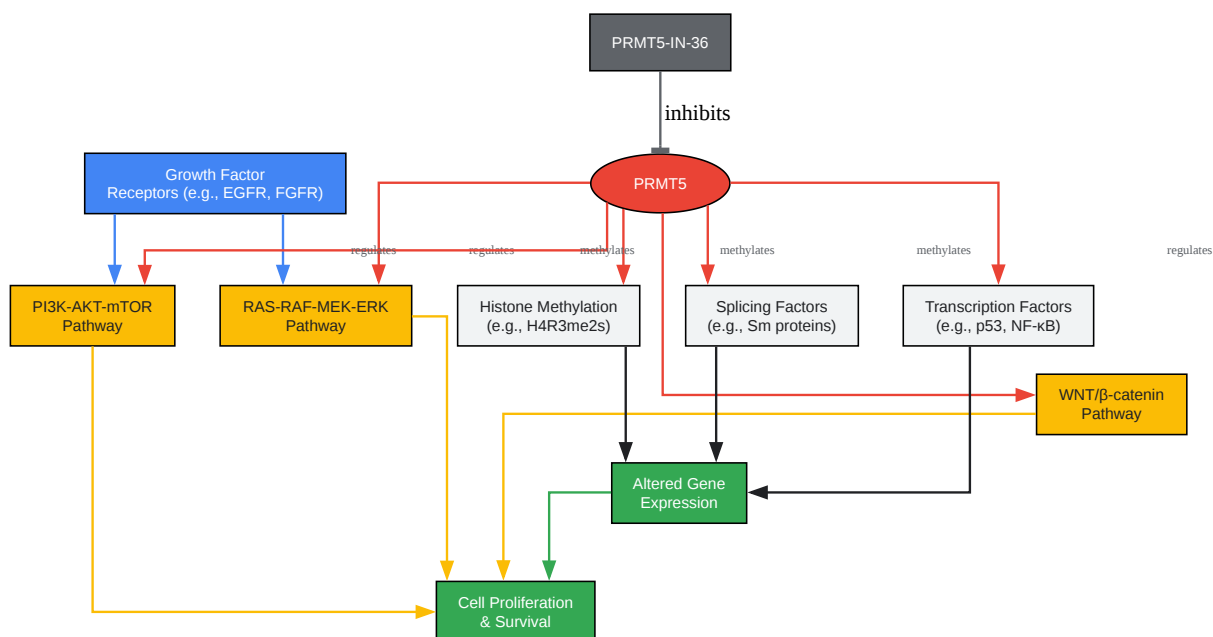 PRMT5-IN-36
inhibits
Growth Factor
Receptors (e.g., EGFR, FGFR)
PRMT5
regulates
regulates
methylates
methylates
methylates
regulates
PI3K-AKT-mTOR
Pathway
RAS-RAF-MEK-ERK
Pathway
Histone Methylation
(e.g., H4R3me2s)
Splicing Factors
(e.g., Sm proteins)
Transcription Factors
(e.g., p53, NF-κB)
WNT/β-catenin
Pathway
Altered Gene
Expression
Cell Proliferation
& Survival